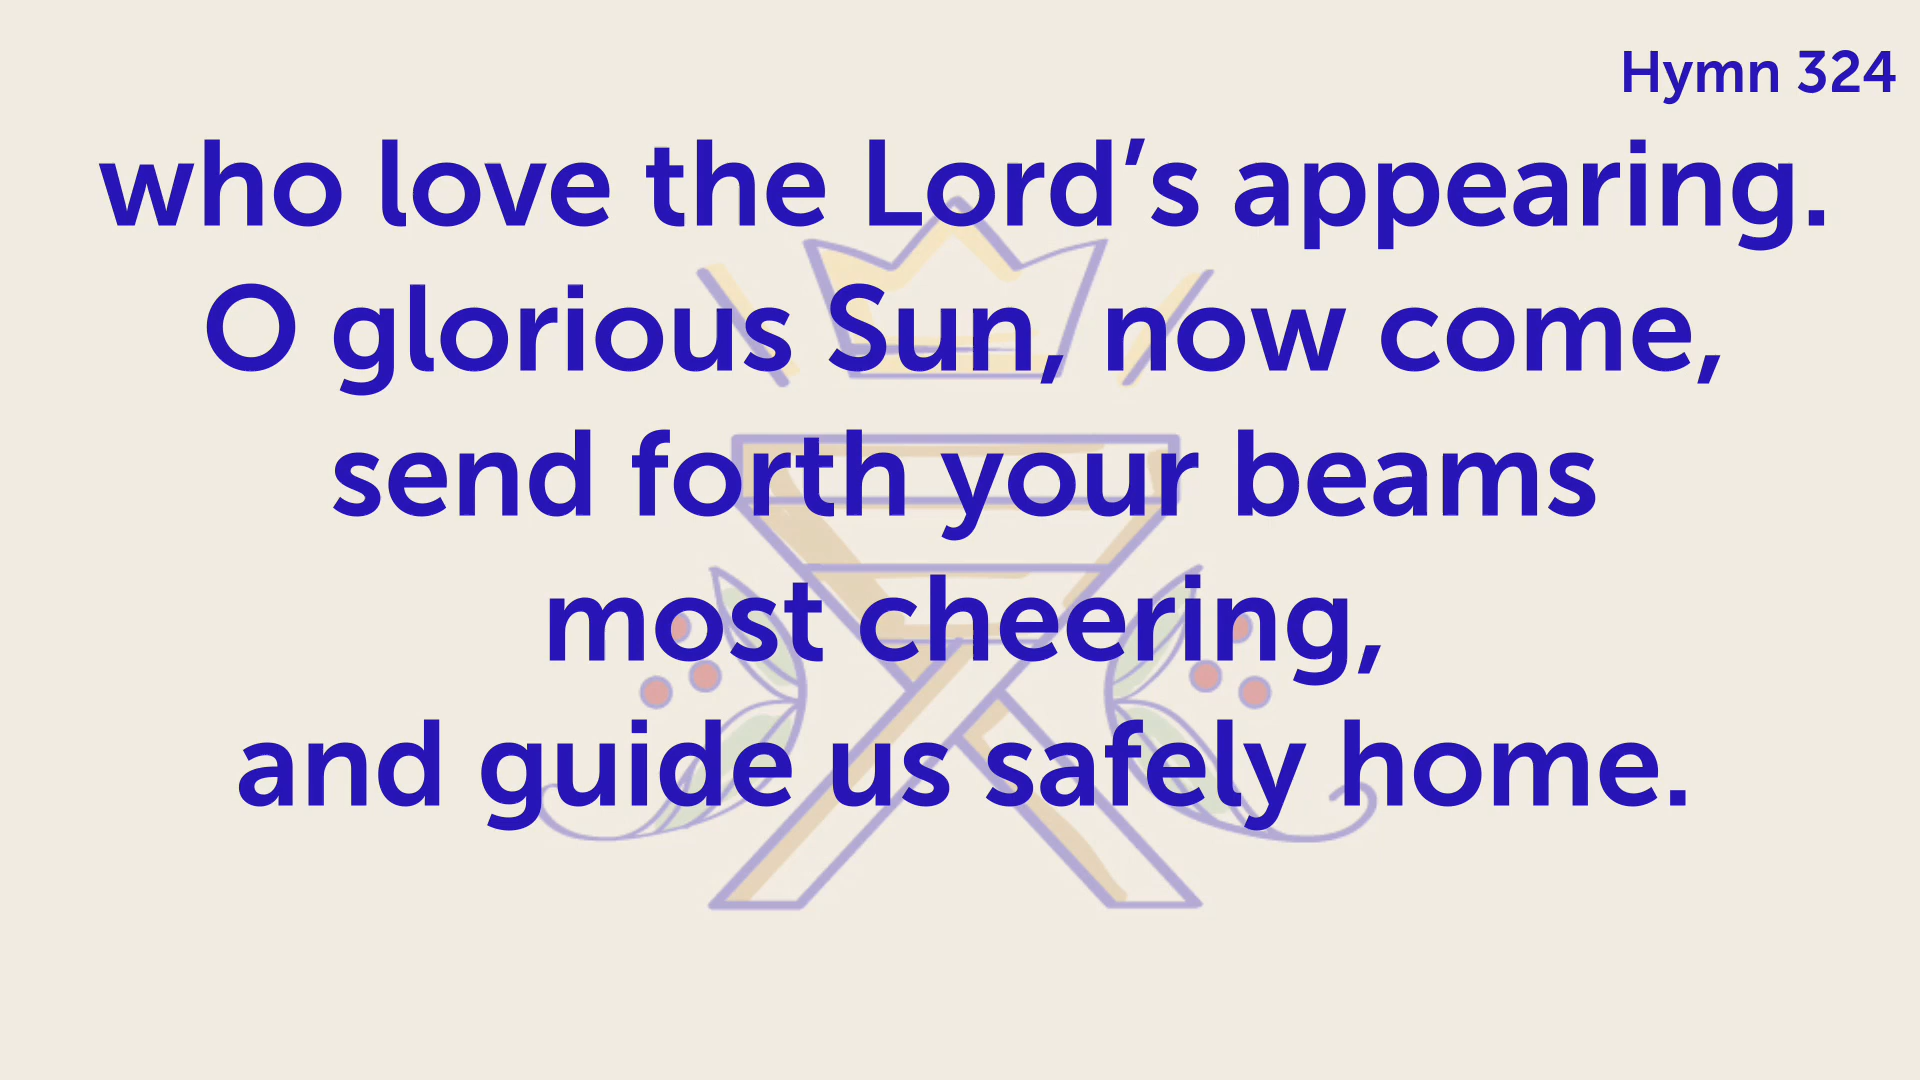 Hymn 324
who love the Lord’s appearing.
O glorious Sun, now come,
send forth your beams
most cheering,
and guide us safely home.